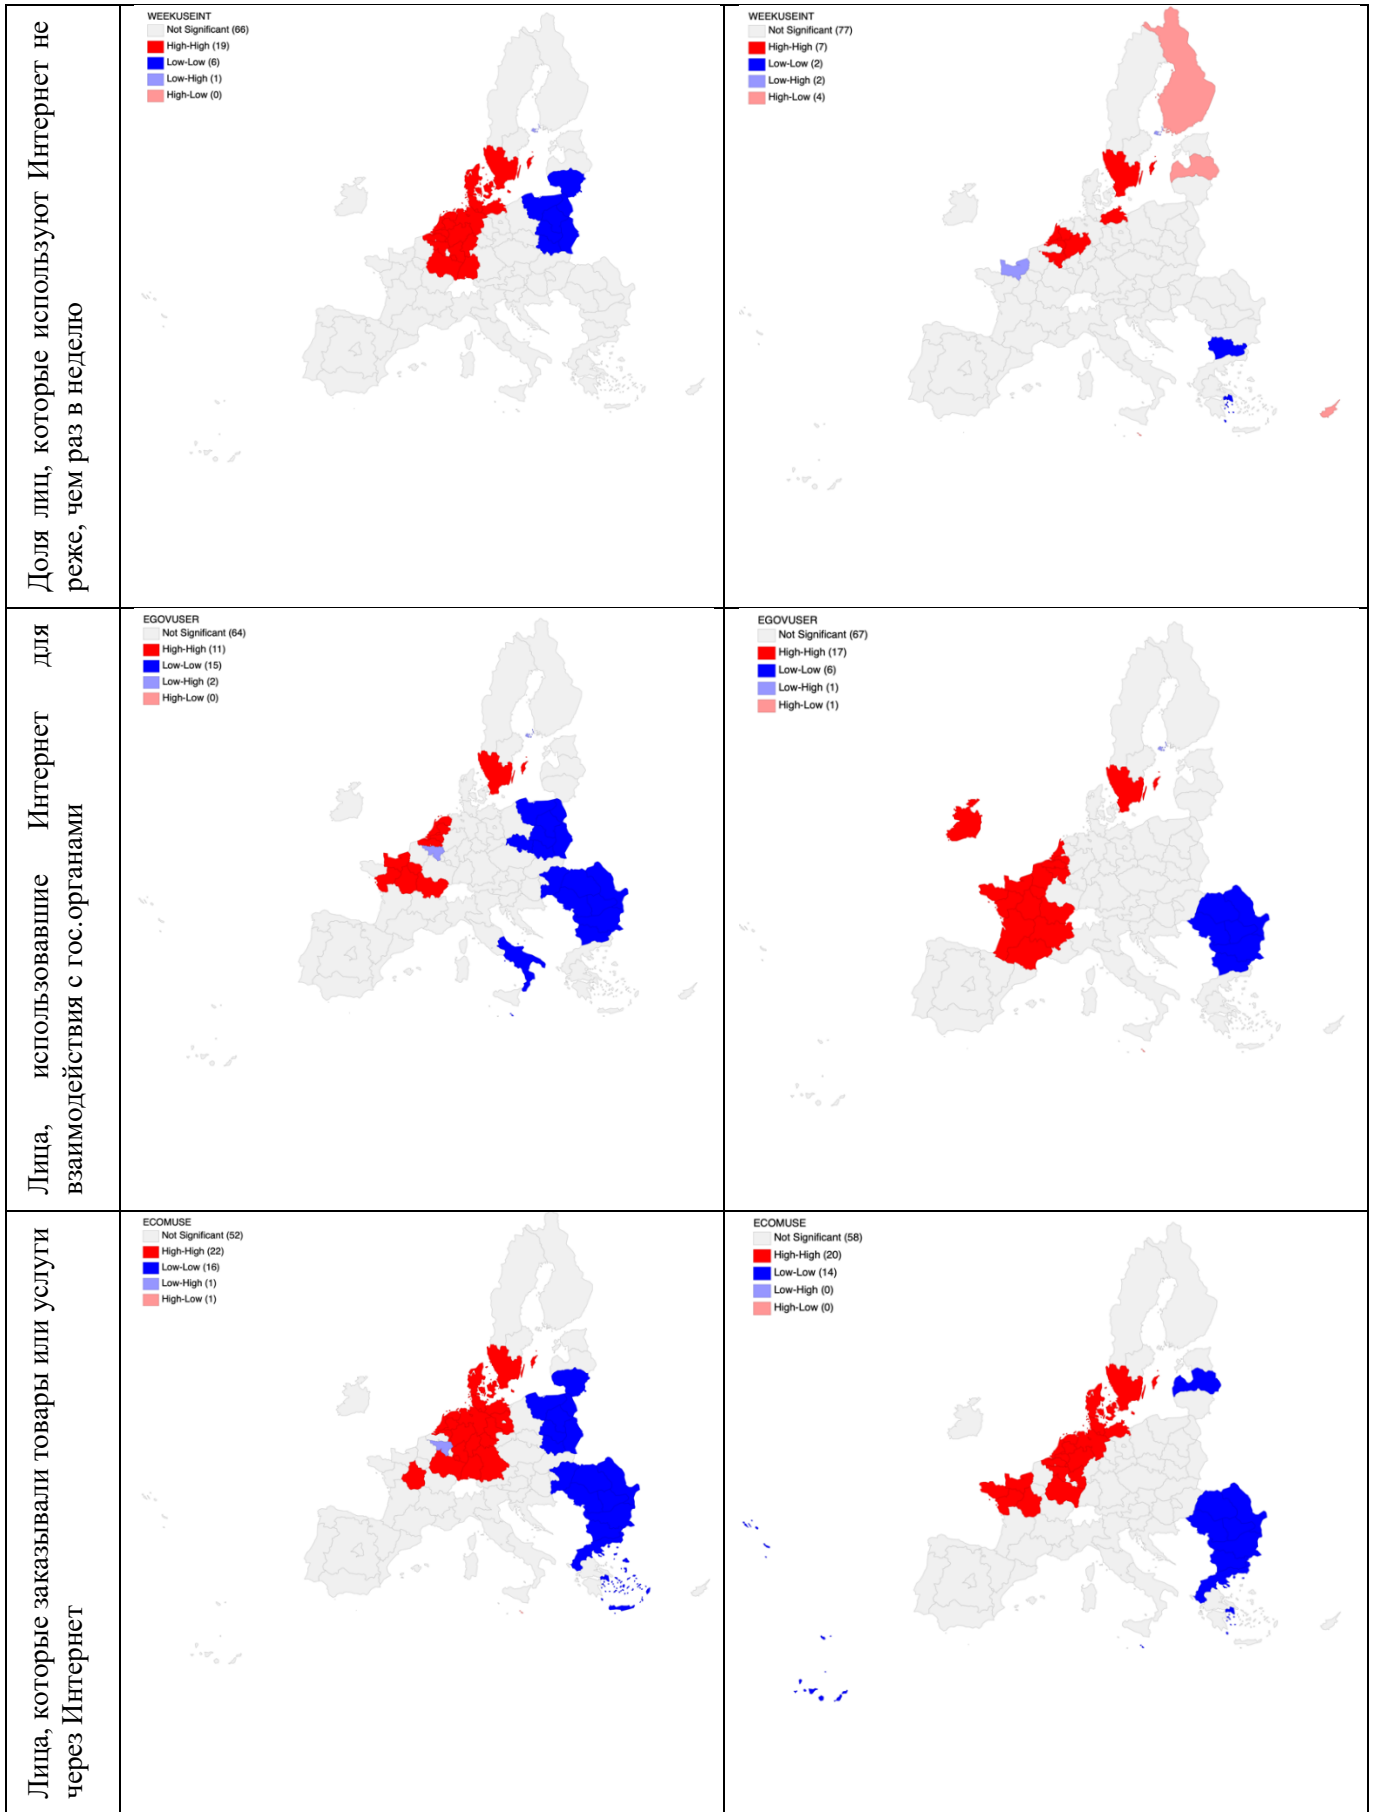 Доля лиц, которые используют Интернет не
реже, чем раз в неделю
WEEKUSEINT
Not Significant (66)
High-High (19)
Low-Low (6)
Low-High (1)
High-Low (0)
WEEKUSEINT
Not Significant (77)
High-High (7)
Low-Low (2)
Low-High (2)
High-Low (4)
Лица, использовавшие Интернет для
взаимодействия с гос.органами
EGOVUSER
Not Significant (64)
High-High (11)
Low-Low (15)
Low-High (2)
High-Low (0)
EGOVUSER
Not Significant (67)
High-High (17)
Low-Low (6)
Low-High (1)
High-Low (1)
Лица, которые заказывали товары или услуги
через Интернет
ECOMUSE
Not Significant (52)
High-High (22)
Low-Low (16)
Low-High (1)
High-Low (1)
ECOMUSE
Not Significant (58)
High-High (20)
Low-Low (14)
Low-High (0)
High-Low (0)